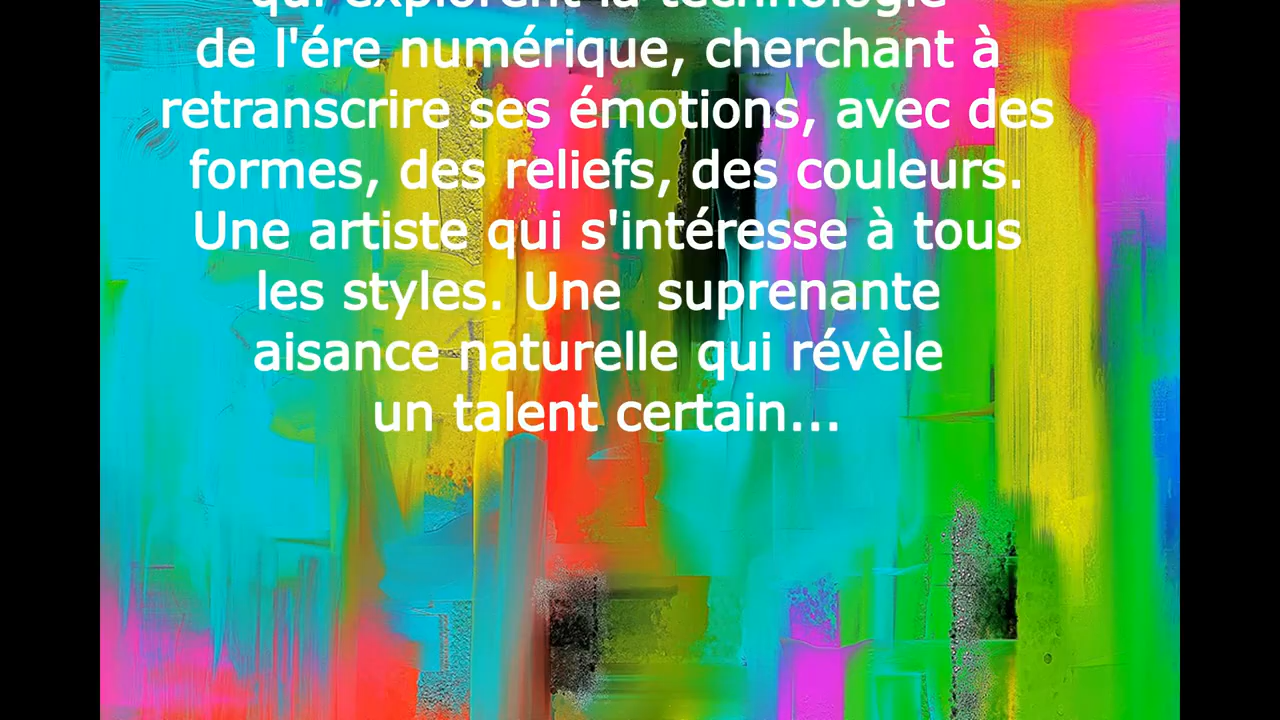 qui explorent la technologie
de l'ére numérique, cherchant à
retranscrire ses émotions, avec des
formes, des reliefs, des couleurs.
Une artiste qui s'intéresse à tous
les styles. Une  suprenante
aisance naturelle qui révèle
un talent certain...